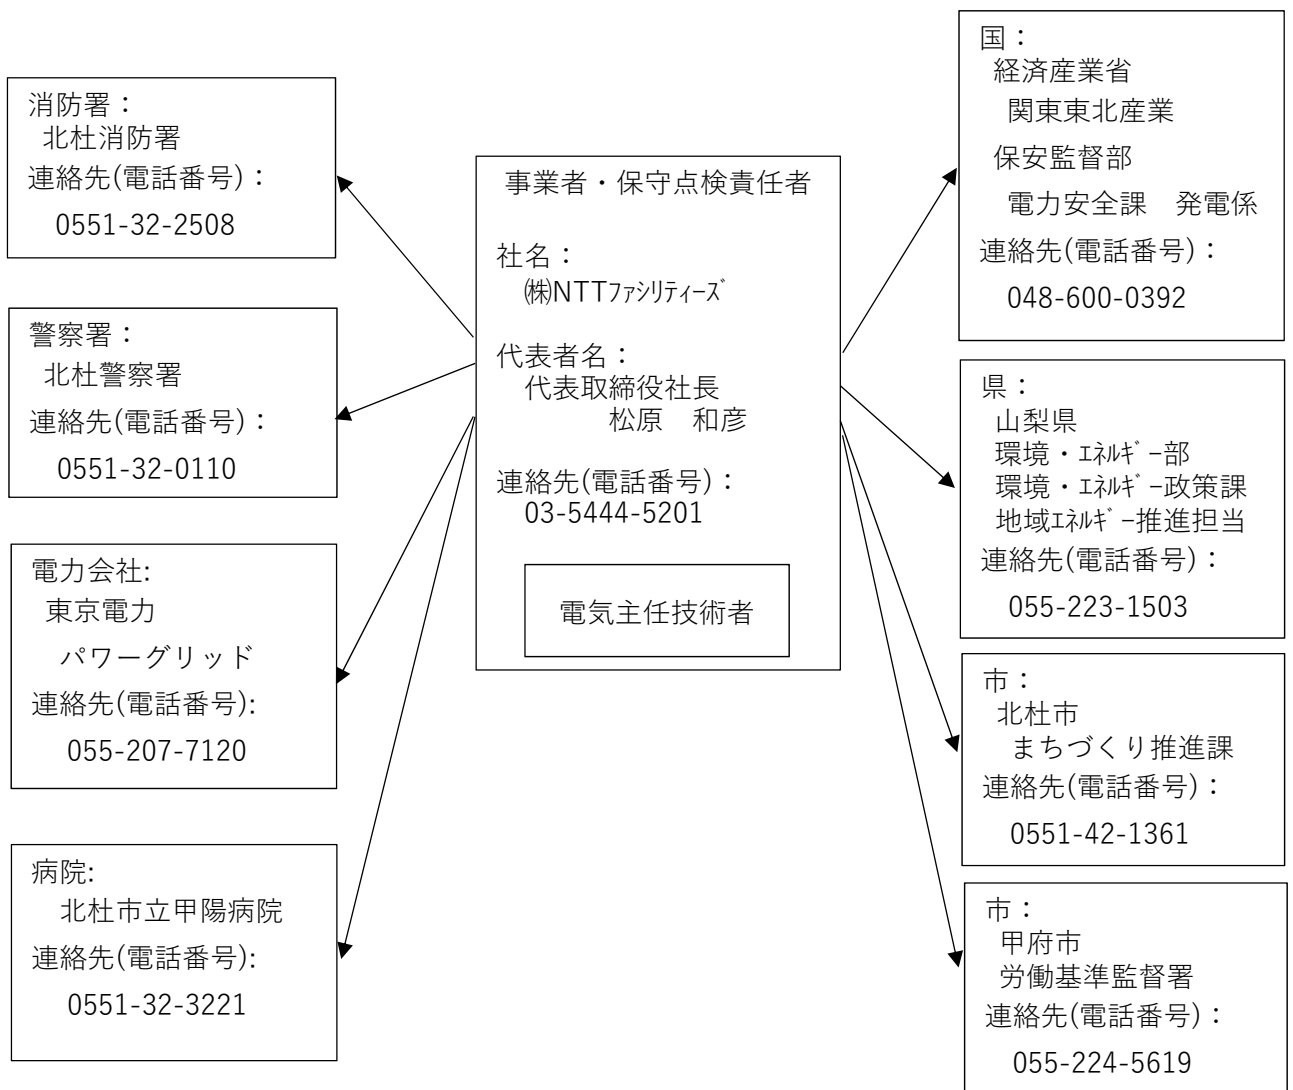 消防署：
北杜消防署
連絡先(電話番号)：
0551-32-2508
警察署：
北杜警察署
連絡先(電話番号)：
0551-32-0110
電力会社:
東京電力
パワーグリッド
連絡先(電話番号):
055-207-7120
病院:
北杜市立甲陽病院
連絡先(電話番号):
0551-32-3221
事業者・保守点検責任者
社名：
㈱NTTﾌｧｼﾘﾃｨｰｽﾞ
代表者名：
代表取締役社長
松原　和彦
連絡先(電話番号)：
03-5444-5201
電気主任技術者
国：
経済産業省
関東東北産業
保安監督部
電力安全課　発電係
連絡先(電話番号)：
048-600-0392
県：
山梨県
環境・ｴﾈﾙｷﾞｰ部
環境・ｴﾈﾙｷﾞｰ政策課
地域ｴﾈﾙｷﾞｰ推進担当
連絡先(電話番号)：
055-223-1503
市：
北杜市
まちづくり推進課
連絡先(電話番号)：
0551-42-1361
市：
甲府市
労働基準監督署
連絡先(電話番号)：
055-224-5619